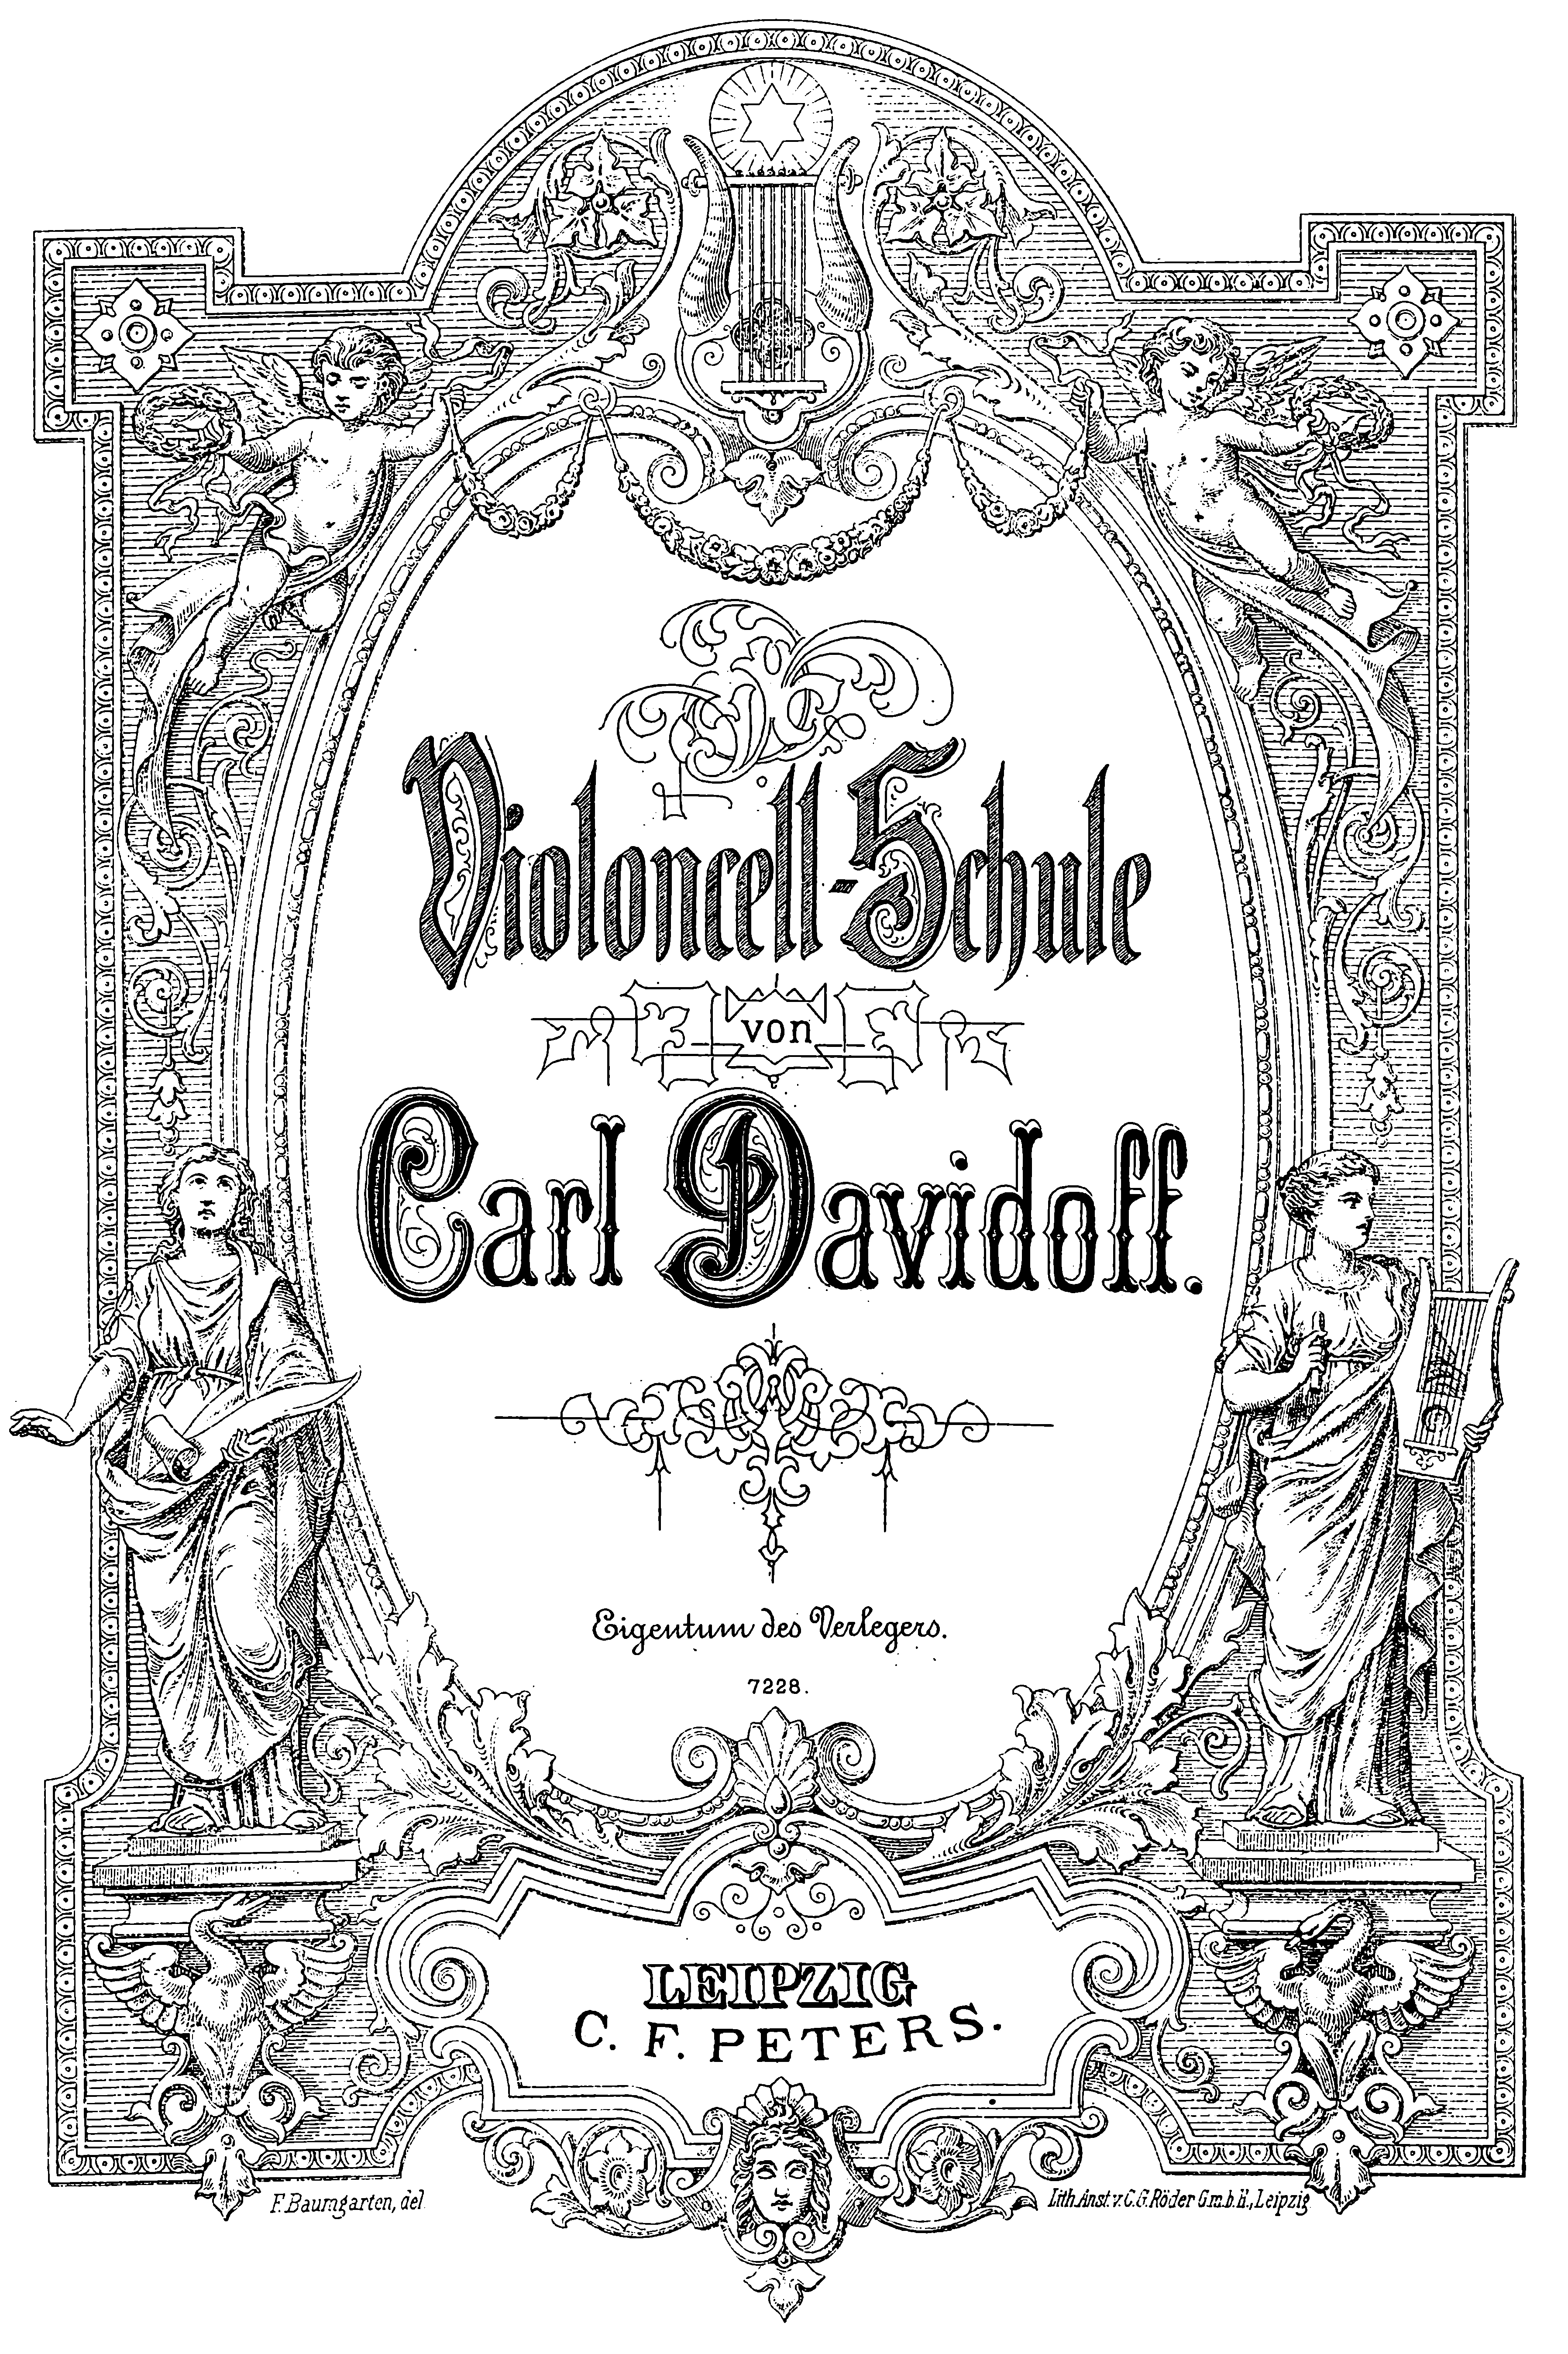 Violoncell-Schule
von
Carl Davidoff.
Eigentum des Verlegers.
7228.
LEIPZIG
C. F. PETERS.
F. Baumgarten, del
Lith. Anst. v. C. G. Röder G.m.b.H., Leipzig